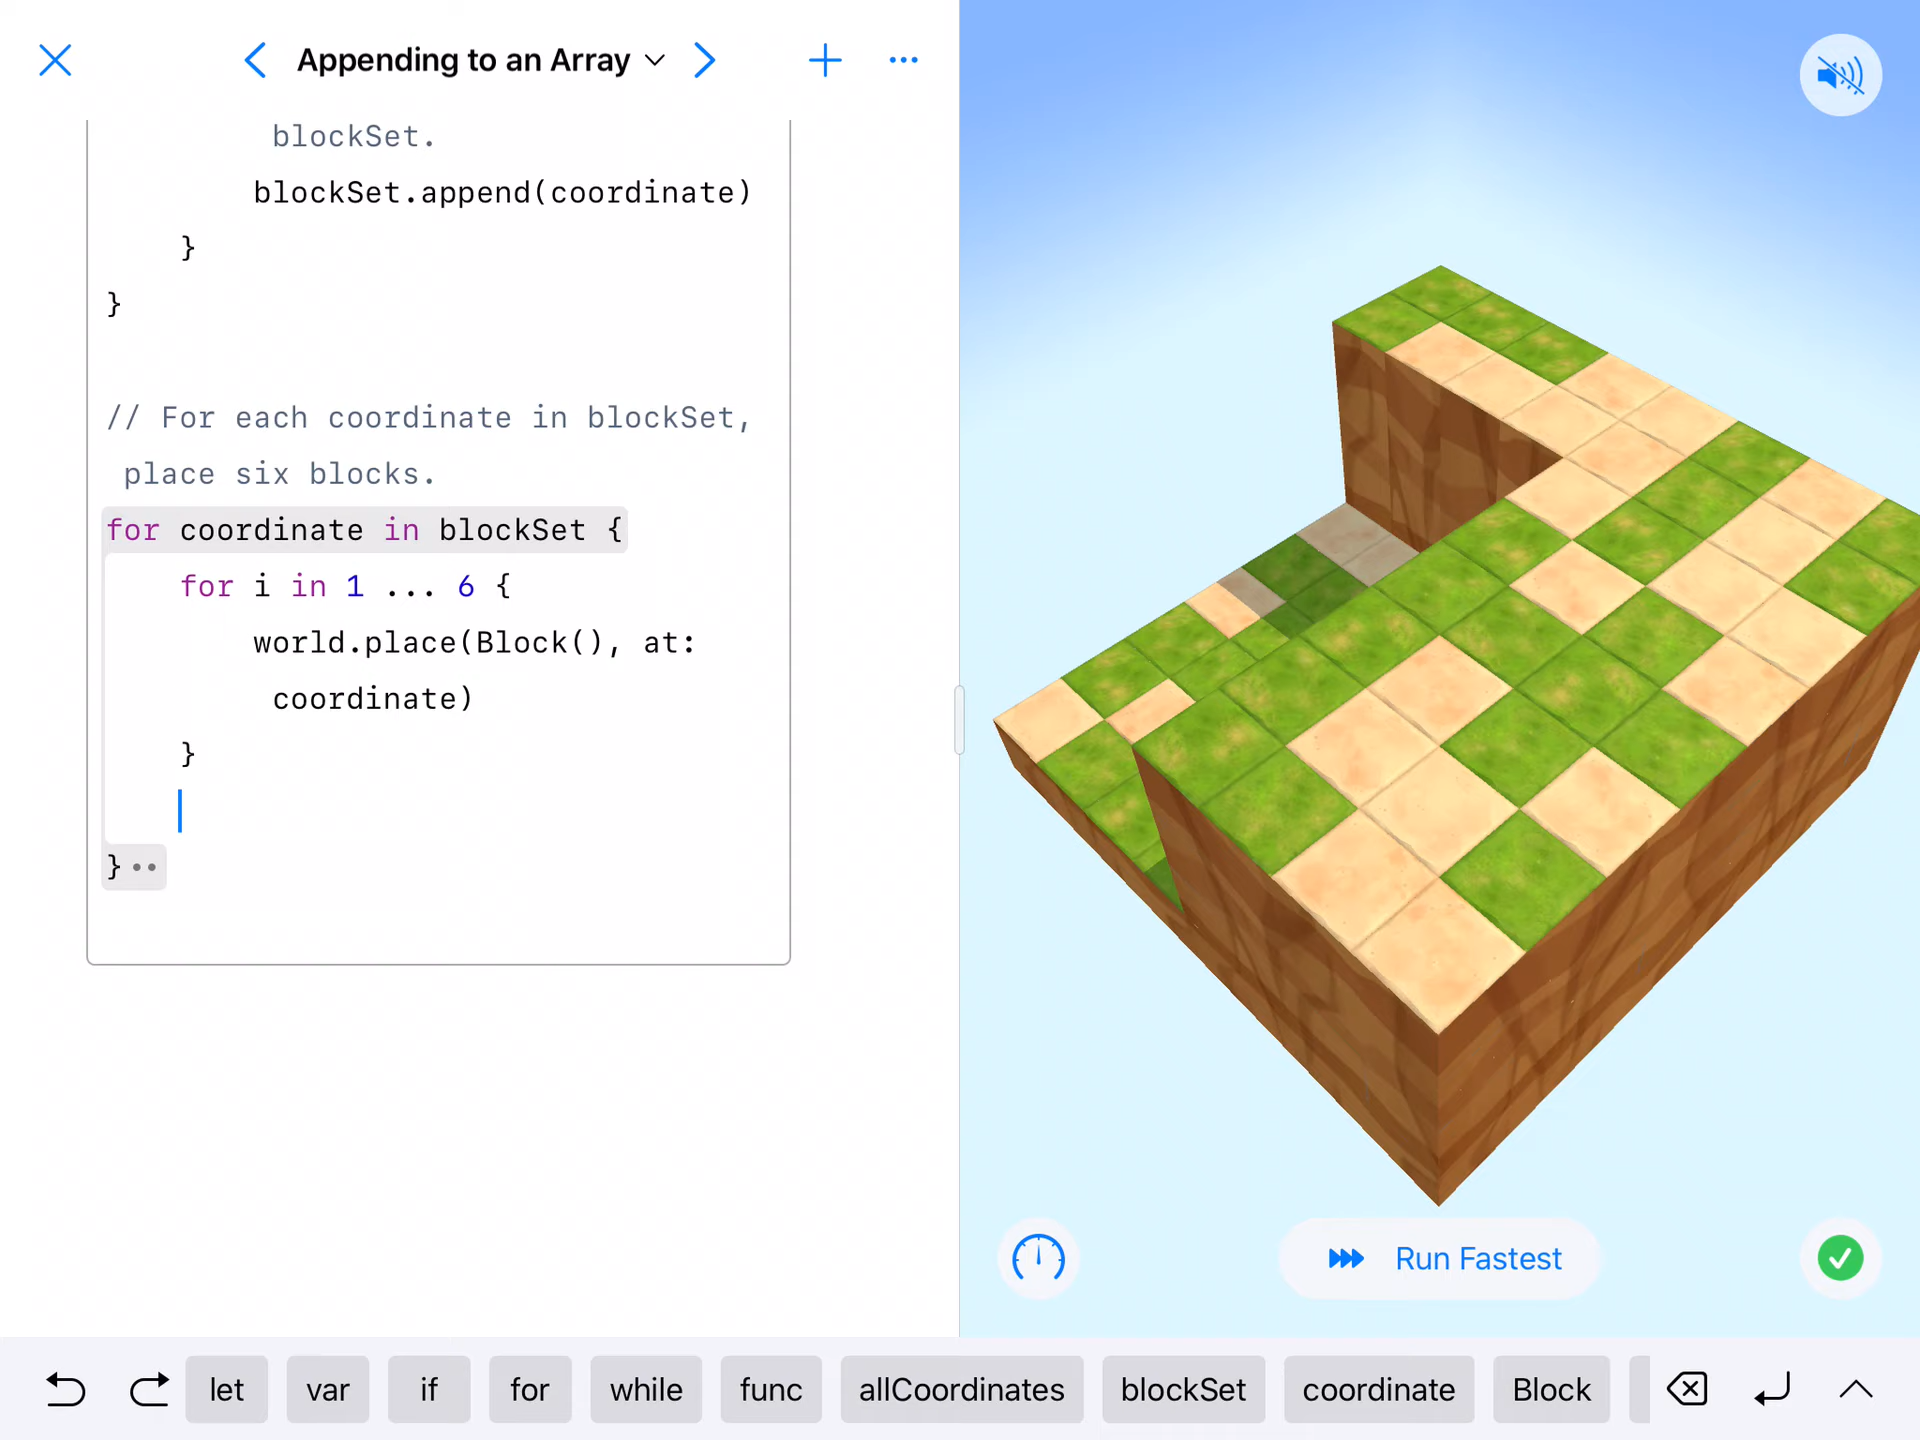 Appending to an Array
blockSet.
blockSet.append(coordinate)
}
}
// For each coordinate in blockSet,
place six blocks.
for coordinate in blockSet {
for i in 1 ... 6 {
world.place(Block(), at:
coordinate)
}
}
Run Fastest
let var if for while func allCoordinates blockSet coordinate Block